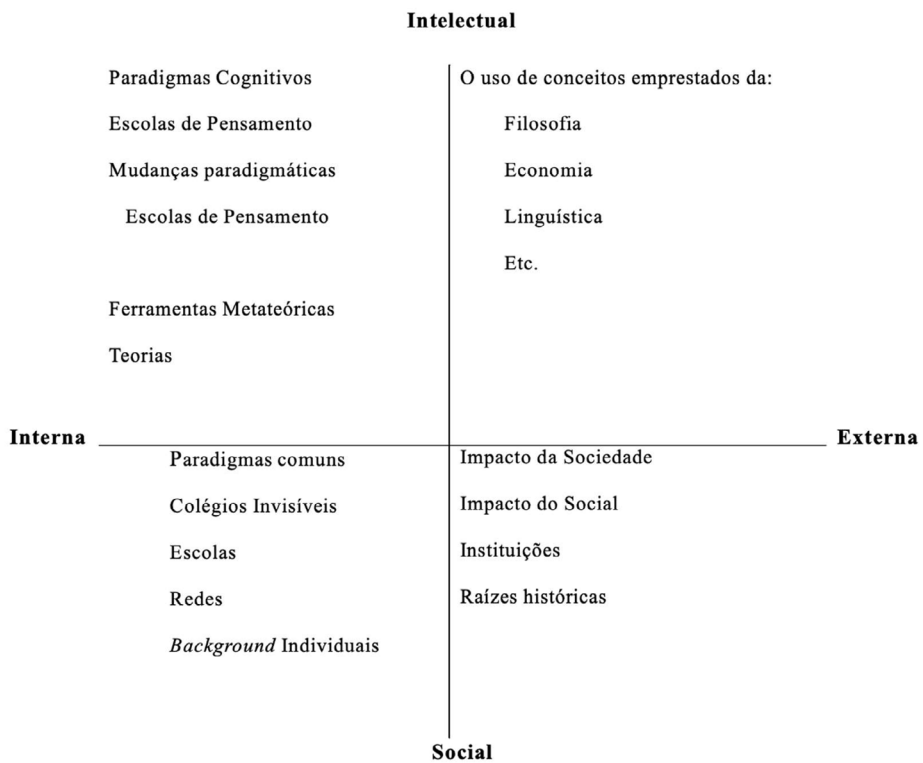 Intelectual
Paradigmas Cognitivos
Escolas de Pensamento
Mudanças paradigmáticas
Escolas de Pensamento
Ferramentas Metateóricas
Teorias
O uso de conceitos emprestados da:
Filosofia
Economia
Linguística
Etc.
Interna
Externa
Paradigmas comuns
Colégios Invisíveis
Escolas
Redes
Background Individuais
Impacto da Sociedade
Impacto do Social
Instituições
Raízes históricas
Social